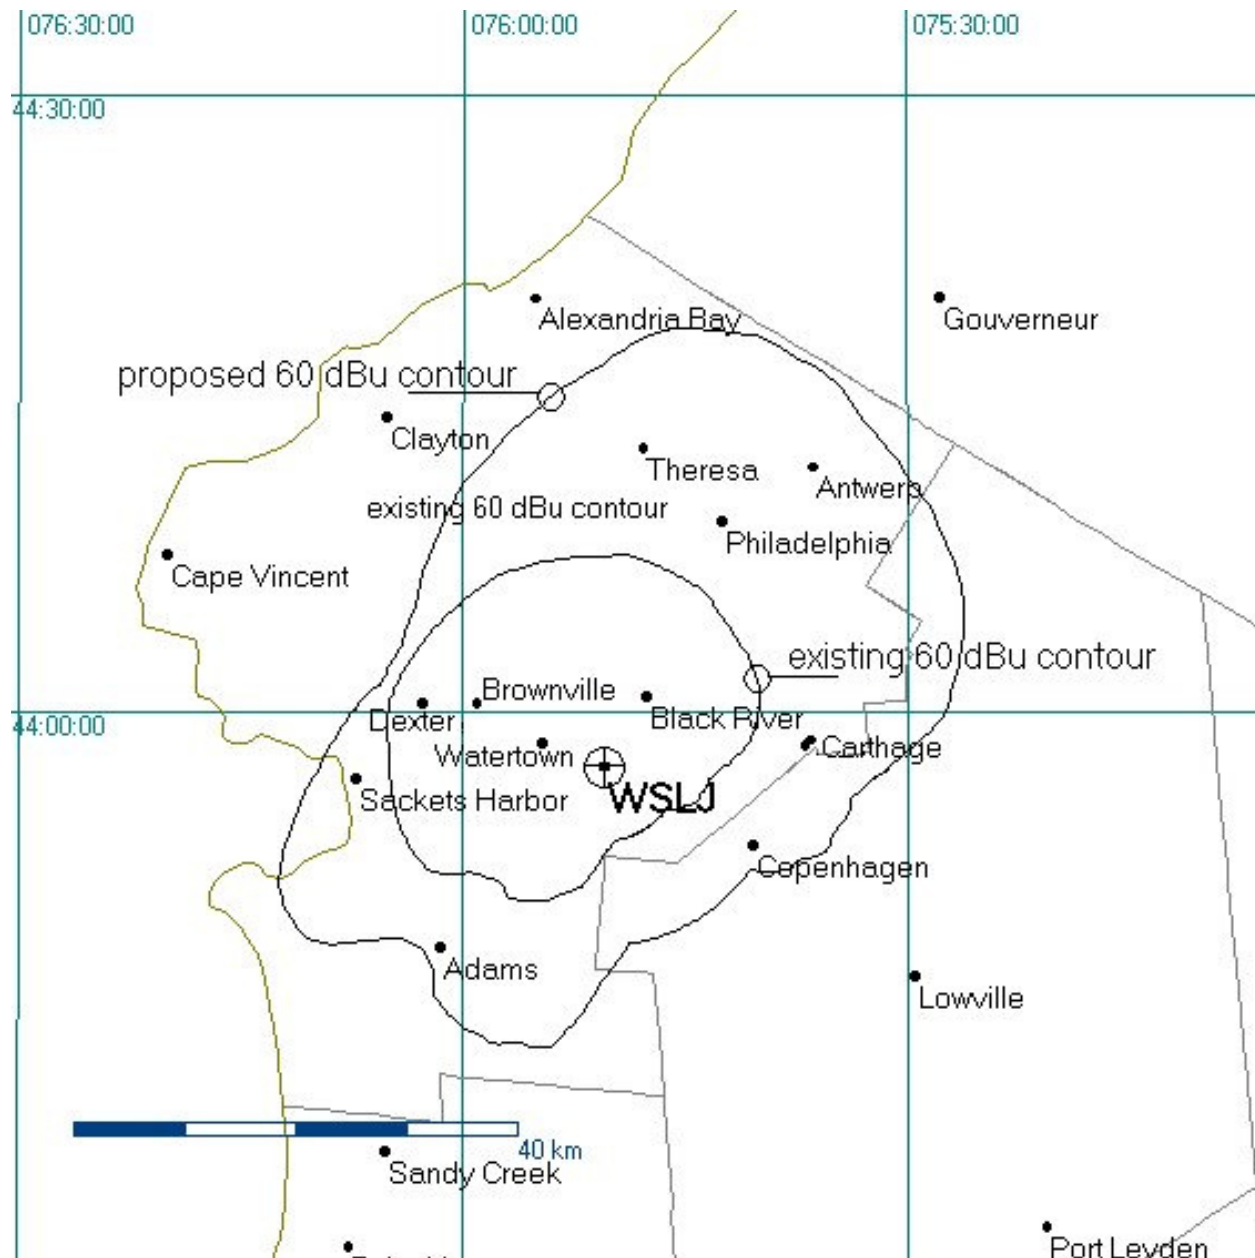 076:30:00
076:00:00
075:30:00
44:30:00
Alexandria Bay
Gouverneur
proposed 60 dBu contour
Clayton
Theresa
Antwerp
existing 60 dBu contour
Philadelphia
Cape Vincent
existing 60 dBu contour
Brownville
Dexter
Black River
44:00:00
Watertown
Carthage
WSLJ
Sackets Harbor
Copenhagen
Adams
Lowville
40 km
Sandy Creek
Port Leyden